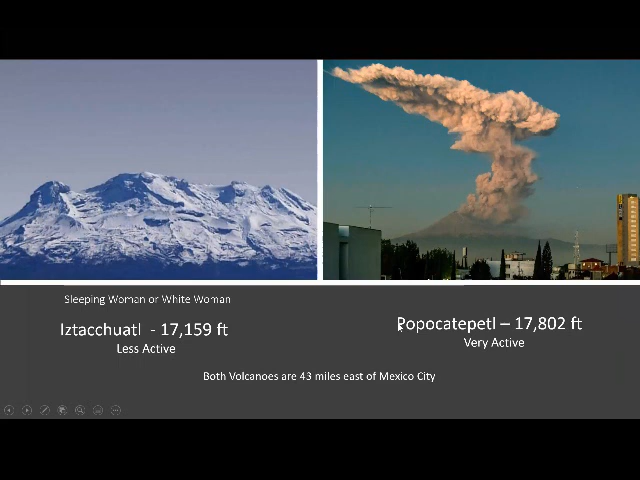 Sleeping Woman or White Woman
Iztacchuatl - 17,159 ft
Less Active
Popocatepetl – 17,802 ft
Very Active
Both Volcanoes are 43 miles east of Mexico City